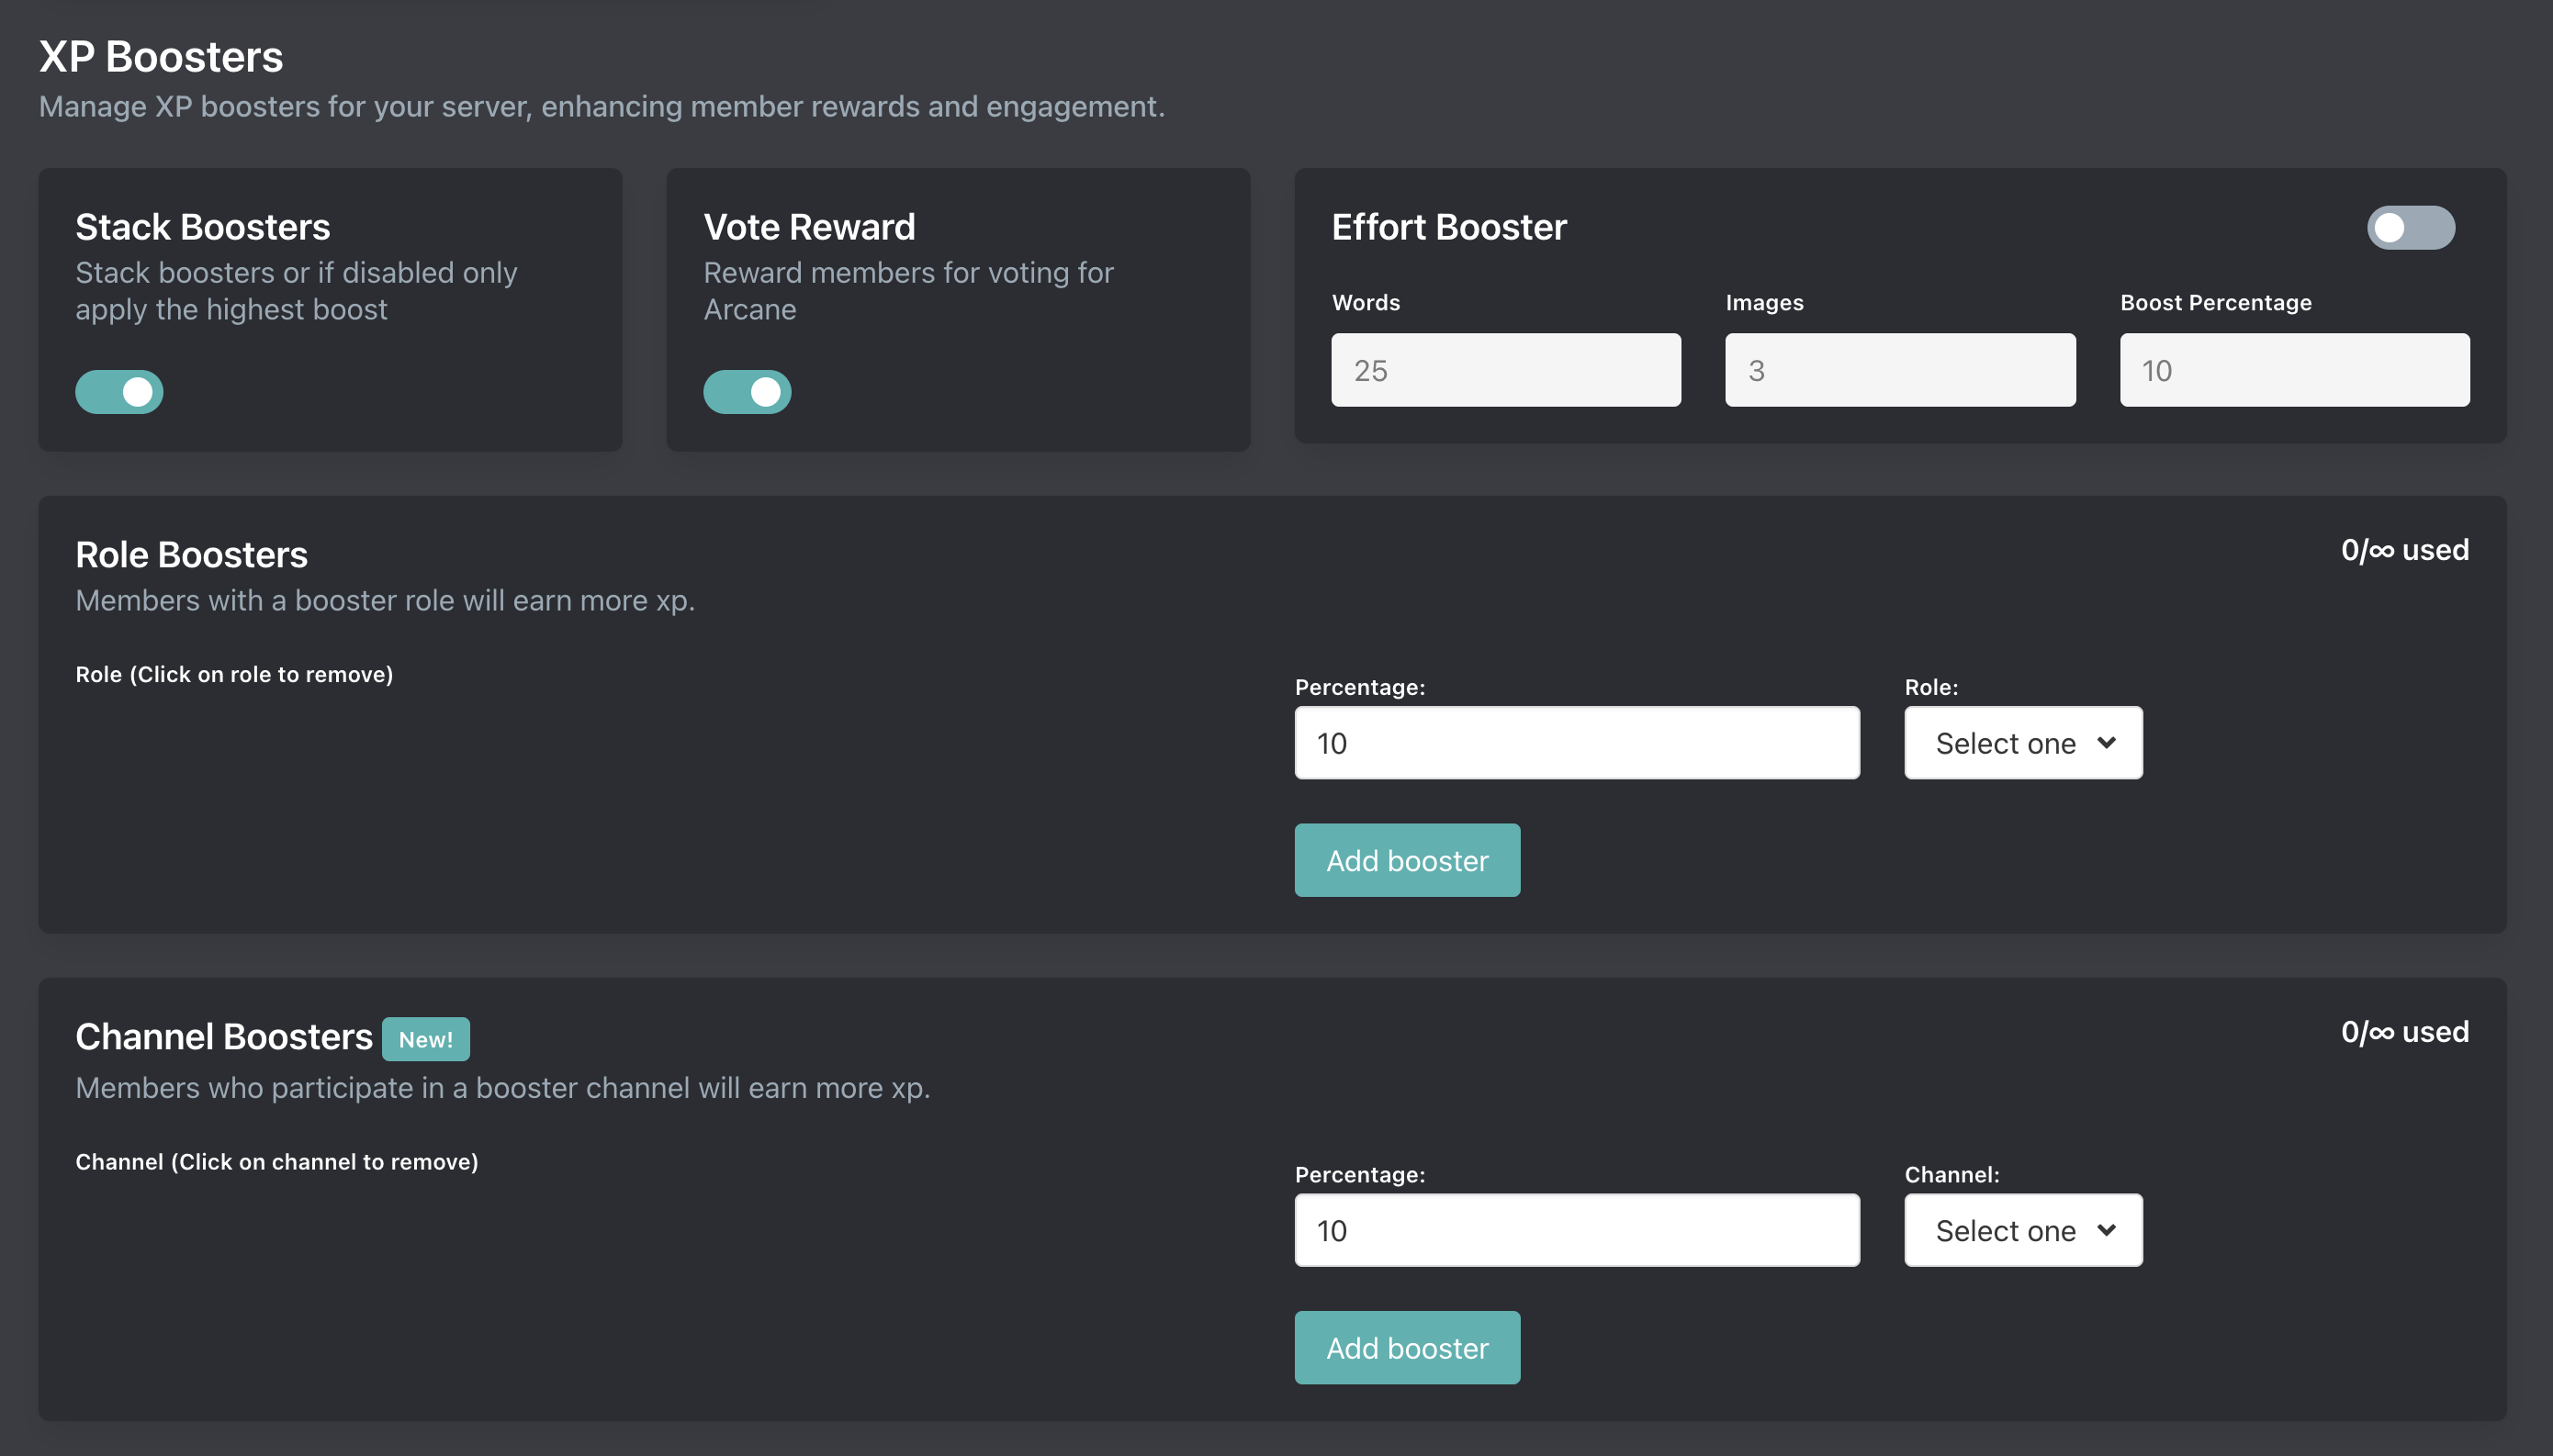 XP Boosters
Manage XP boosters for your server, enhancing member rewards and engagement.
Stack Boosters
Stack boosters or if disabled only
apply the highest boost
Vote Reward
Reward members for voting for
Arcane
Effort Booster
Words
Images
Boost Percentage
25
3
10
Role Boosters
0/∞ used
Members with a booster role will earn more xp.
Role (Click on role to remove)
Percentage:
Role:
10
Select one
Add booster
Channel Boosters New!
0/∞ used
Members who participate in a booster channel will earn more xp.
Channel (Click on channel to remove)
Percentage:
Channel:
10
Select one
Add booster